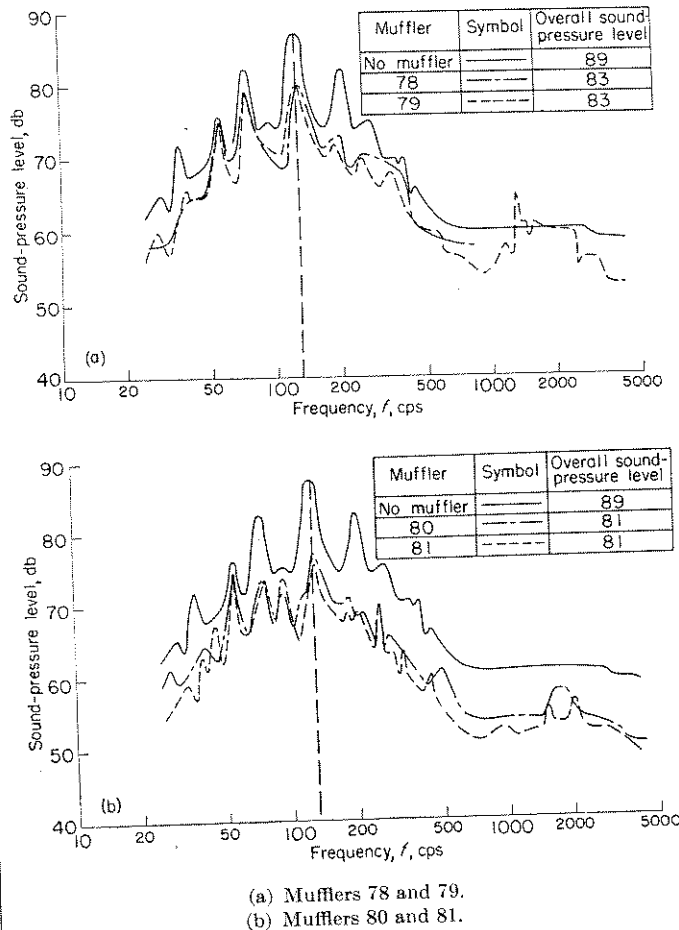 90
80
70
60
50
40
Sound-pressure level, db
Muffler Symbol Overall sound-
pressure level
No muffler 89
78 83
79 83
(a)
10 20 50 100 200 500 1000 2000 5000
Frequency, f, cps
90
80
70
60
50
40
Sound-pressure level, db
Muffler Symbol Overall sound-
pressure level
No muffler 89
80 81
81 81
(b)
10 20 50 100 200 500 1000 2000 5000
Frequency, f, cps
(a) Mufflers 78 and 79.
(b) Mufflers 80 and 81.